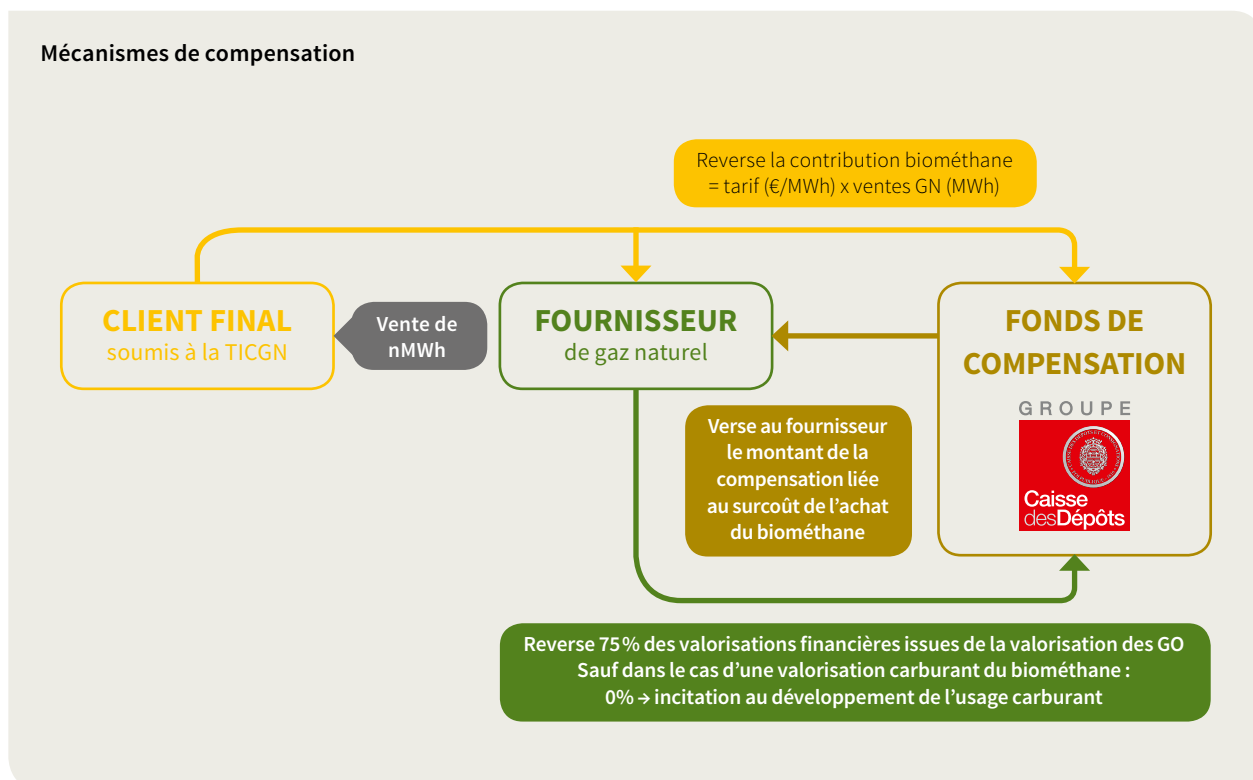 Mécanismes de compensation
Reverse la contribution biométhane
= tarif (€/MWh) x ventes GN (MWh)
CLIENT FINAL
soumis à la TICGN
Vente de
nMWh
FOURNISSEUR
de gaz naturel
FONDS DE
COMPENSATION
GROUPE
Caisse
desDépôts
Verse au fournisseur
le montant de la
compensation liée
au surcoût de l'achat
du biométhane
Reverse 75 % des valorisations financières issues de la valorisation des GO
Sauf dans le cas d'une valorisation carburant du biométhane :
0% → incitation au développement de l'usage carburant